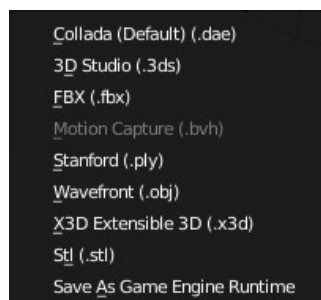 Collada (Default) (.dae)
3D Studio (.3ds)
FBX (.fbx)
Motion Capture (.bvh)
Stanford (.ply)
Wavefront (.obj)
X3D Extensible 3D (.x3d)
Stl (.stl)
Save As Game Engine Runtime